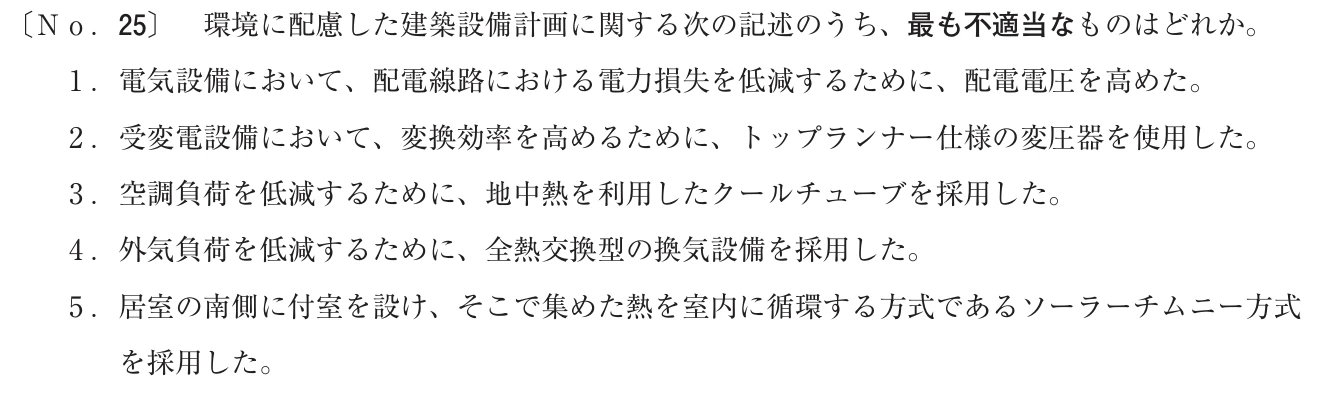 〔Ｎｏ．25〕　環境に配慮した建築設備計画に関する次の記述のうち、最も不適当なものはどれか。
１．電気設備において、配電線路における電力損失を低減するために、配電電圧を高めた。
２．受変電設備において、変換効率を高めるために、トップランナー仕様の変圧器を使用した。
３．空調負荷を低減するために、地中熱を利用したクールチューブを採用した。
４．外気負荷を低減するために、全熱交換型の換気設備を採用した。
５．居室の南側に付室を設け、そこで集めた熱を室内に循環する方式であるソーラーチムニー方式
を採用した。